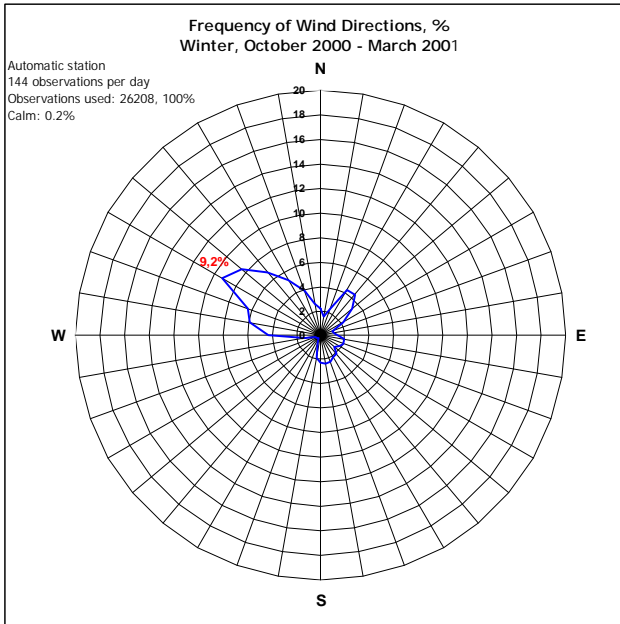 Frequency of Wind Directions, %
Winter, October 2000 - March 2001
Automatic station
144 observations per day
Observations used: 26208, 100%
Calm: 0.2%
N
20
18
16
14
12
10
8
6
4
2
0
9,2%
W
E
S